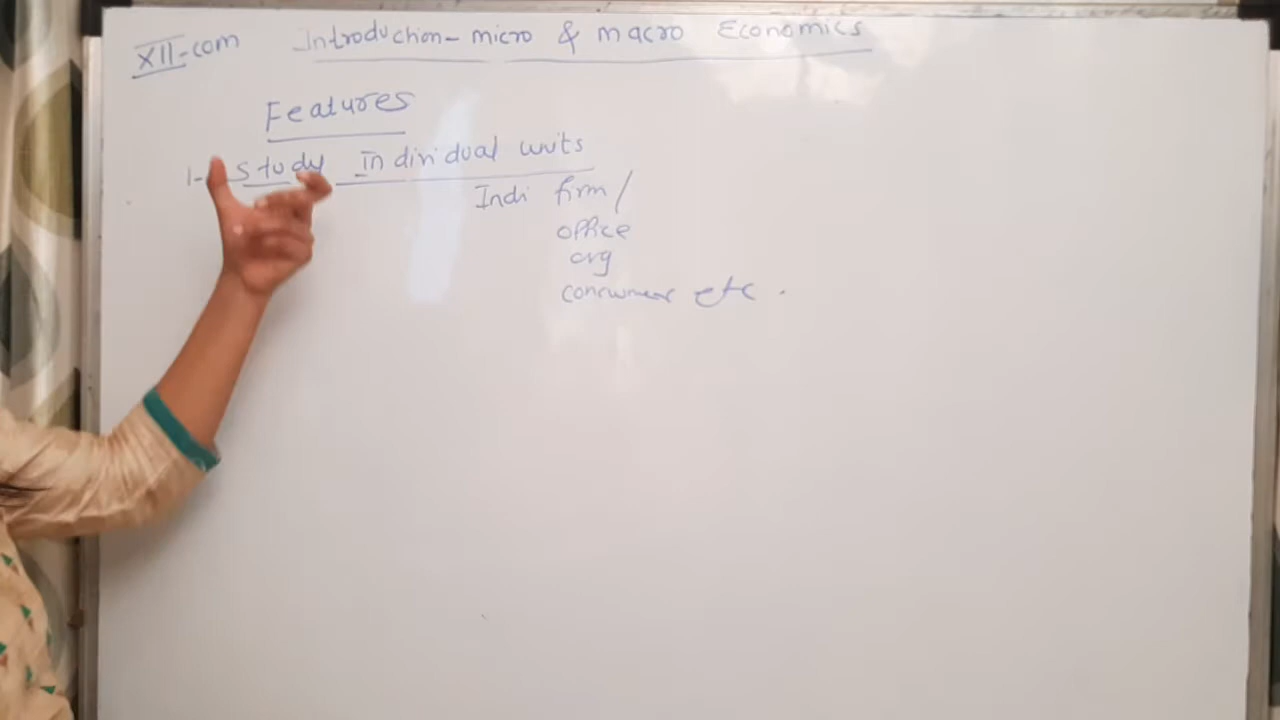 XII-com Introduction- micro & macro Economics
Features
1- study Individual units
Indi firm /
office
org
consumer etc.